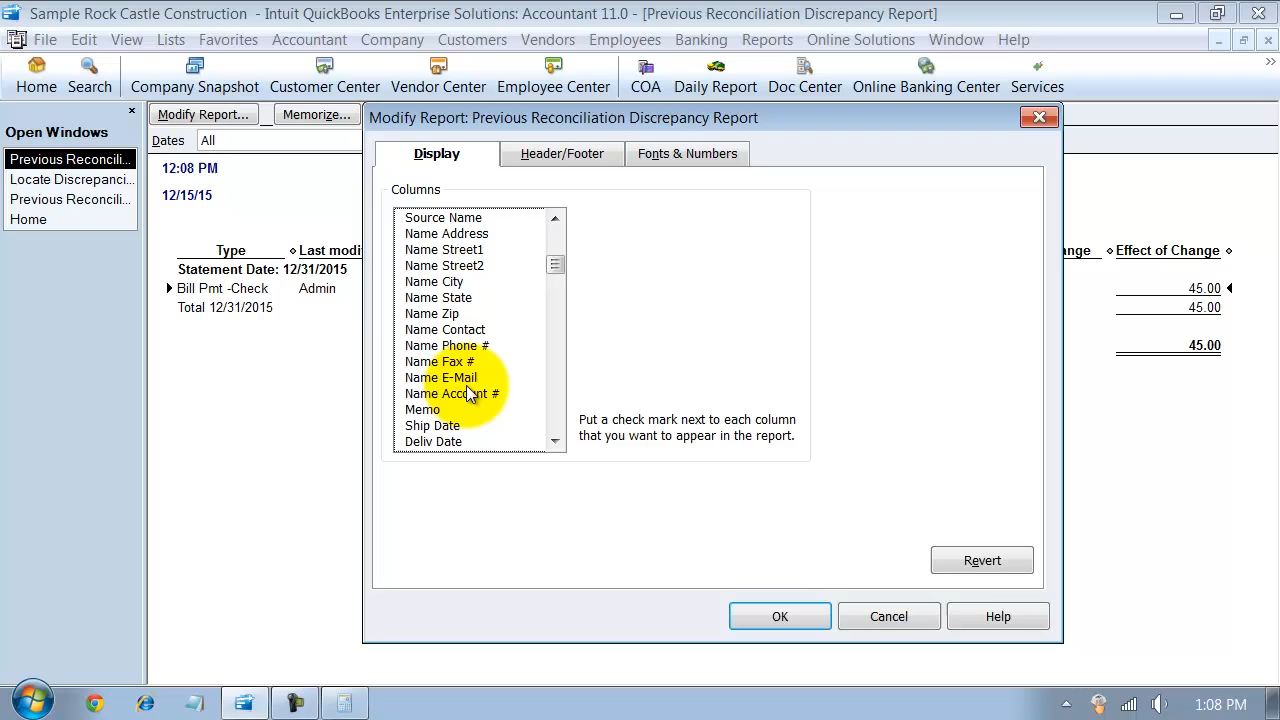 Sample Rock Castle Construction - Intuit QuickBooks Enterprise Solutions: Accountant 11.0 - [Previous Reconciliation Discrepancy Report]
File Edit View Lists Favorites Accountant Company Customers Vendors Employees Banking Reports Online Solutions Window Help
Home Search Company Snapshot Customer Center Vendor Center Employee Center COA Daily Report Doc Center Online Banking Center Services
Open Windows
Previous Reconcili...
Locate Discrepanci...
Previous Reconcili...
Home
Modify Report... Memorize...
Dates All
12:08 PM
12/15/15
Type Last modi
Statement Date: 12/31/2015
Bill Pmt -Check Admin
Total 12/31/2015
Modify Report: Previous Reconciliation Discrepancy Report
Display Header/Footer Fonts & Numbers
Columns
Source Name
Name Address
Name Street1
Name Street2
Name City
Name State
Name Zip
Name Contact
Name Phone #
Name Fax #
Name E-Mail
Name Account #
Memo
Ship Date
Deliv Date
Put a check mark next to each column
that you want to appear in the report.
Revert
OK Cancel Help
nge Effect of Change
45.00
45.00
45.00
1:08 PM